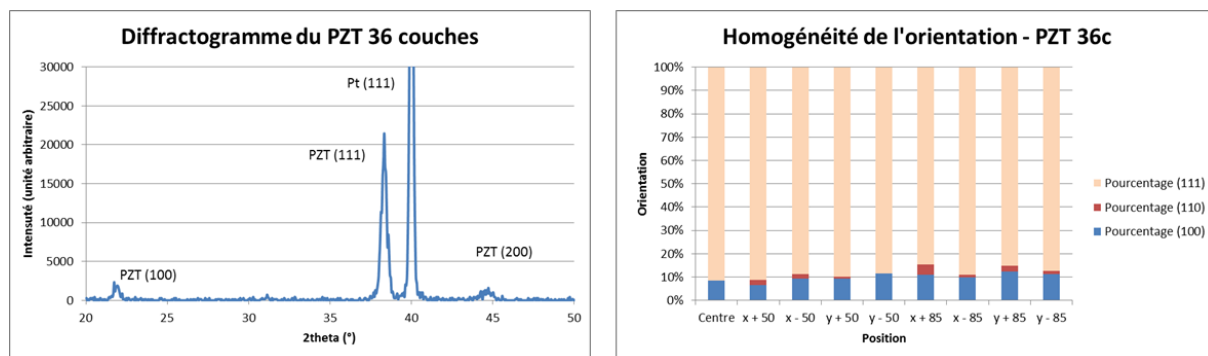 Diffractogramme du PZT 36 couches
30000
25000
20000
15000
10000
5000
0
Intensuté (unité arbitraire)
Pt (111)
PZT (111)
PZT (100)
PZT (200)
20 25 30 35 40 45 50
2theta (°)
Homogénéité de l'orientation - PZT 36c
100%
90%
80%
70%
60%
50%
40%
30%
20%
10%
0%
Orientation
Centre x + 50 x - 50 y + 50 y - 50 x + 85 x - 85 y + 85 y - 85
Position
Pourcentage (111)
Pourcentage (110)
Pourcentage (100)